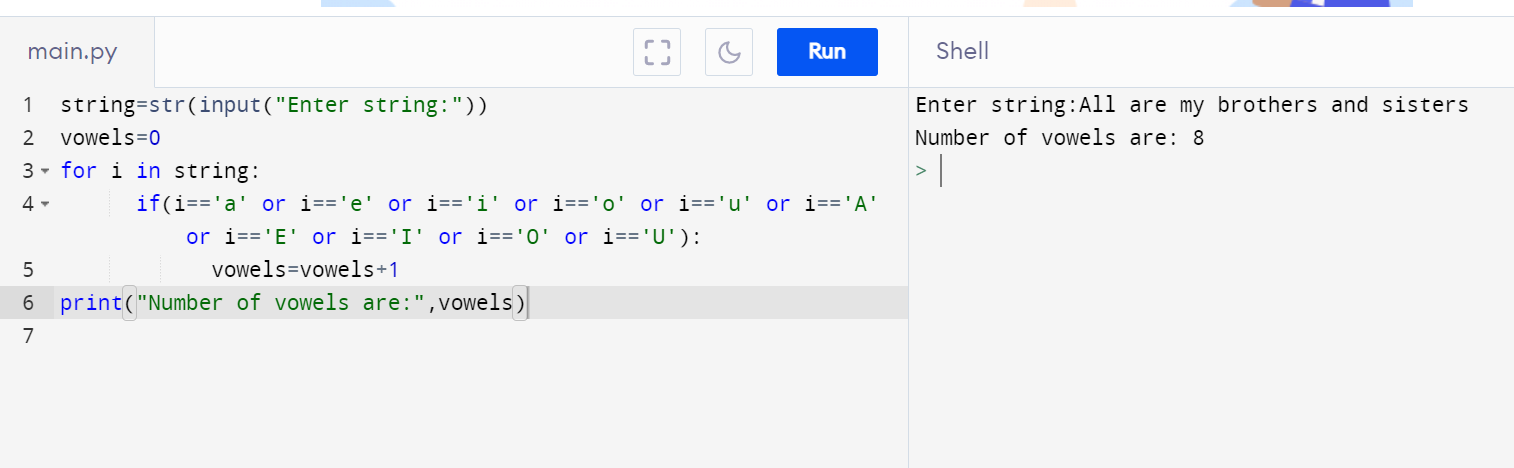 main.py
Run
Shell
1 string=str(input("Enter string:"))
2 vowels=0
3 for i in string:
4 if(i=='a' or i=='e' or i=='i' or i=='o' or i=='u' or i=='A'
or i=='E' or i=='I' or i=='O' or i=='U'):
5 vowels=vowels+1
6 print("Number of vowels are:",vowels)
7
Enter string:All are my brothers and sisters
Number of vowels are: 8
>